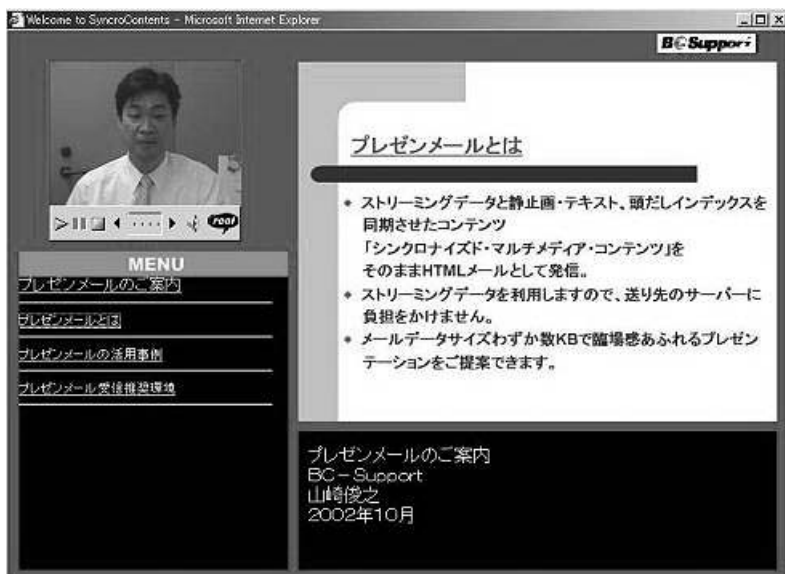 Welcome to SyncroContents - Microsoft Internet Explorer
BC Support
real
プレゼンメールとは
ストリーミングデータと静止画・テキスト、頭だしインデックスを
同期させたコンテンツ
「シンクロナイズド・マルチメディア・コンテンツ」を
そのままHTMLメールとして発信。
ストリーミングデータを利用しますので、送り先のサーバーに
負担をかけません。
メールデータサイズわずか数KBで臨場感あふれるプレゼン
テーションをご提案できます。
MENU
プレゼンメールのご案内
プレゼンメールとは
プレゼンメールの活用事例
プレゼンメール受信推奨環境
プレゼンメールのご案内
BC-Support
山崎俊之
2002年10月